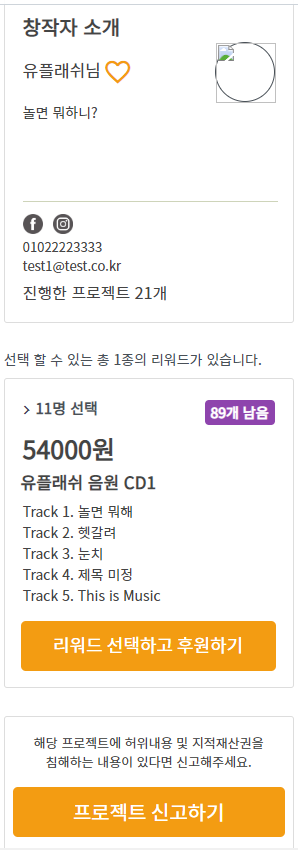 창작자 소개
유플래쉬님
놀면 뭐하니?
01022223333
test1@test.co.kr
진행한 프로젝트 21개
선택 할 수 있는 총 1종의 리워드가 있습니다.
> 11명 선택
89개 남음
54000원
유플래쉬 음원 CD1
Track 1. 놀면 뭐해
Track 2. 헷갈려
Track 3. 눈치
Track 4. 제목 미정
Track 5. This is Music
리워드 선택하고 후원하기
해당 프로젝트에 허위내용 및 지적재산권을
침해하는 내용이 있다면 신고해주세요.
프로젝트 신고하기